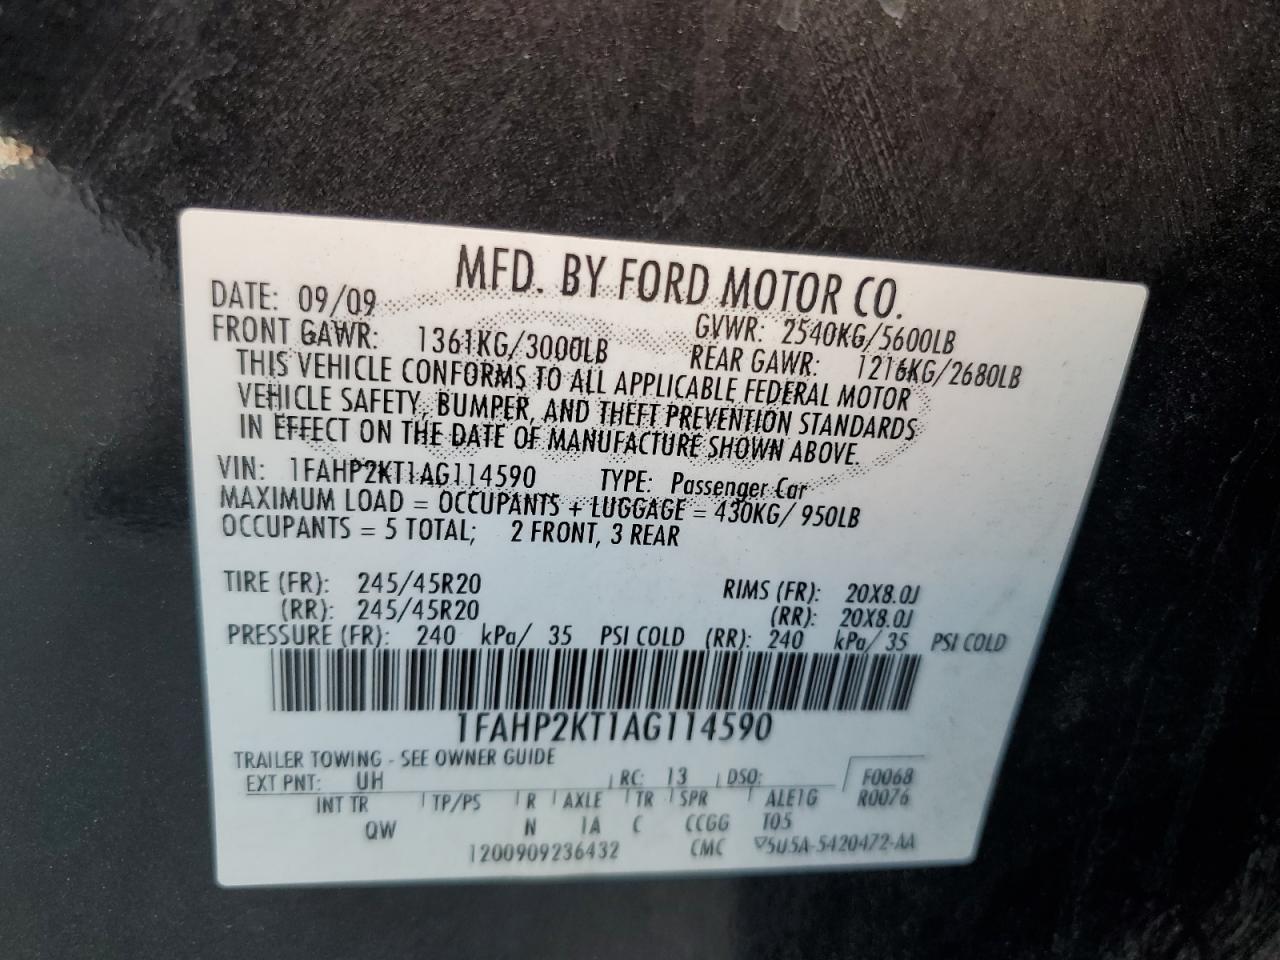 MFD. BY FORD MOTOR CO.
DATE: 09/09 GVWR: 2540KG/5600LB
FRONT GAWR: 1361KG/3000LB REAR GAWR: 1216KG/2680LB
THIS VEHICLE CONFORMS TO ALL APPLICABLE FEDERAL MOTOR
VEHICLE SAFETY, BUMPER, AND THEFT PREVENTION STANDARDS
IN EFFECT ON THE DATE OF MANUFACTURE SHOWN ABOVE.
VIN: 1FAHP2KT1AG114590 TYPE: Passenger Car
MAXIMUM LOAD = OCCUPANTS + LUGGAGE = 430KG/ 950LB
OCCUPANTS = 5 TOTAL; 2 FRONT, 3 REAR
TIRE (FR): 245/45R20 RIMS (FR): 20X8.0J
(RR): 245/45R20 (RR): 20X8.0J
PRESSURE (FR): 240 kPa/ 35 PSI COLD (RR): 240 kPa/ 35 PSI COLD
1FAHP2KT1AG114590
TRAILER TOWING - SEE OWNER GUIDE
EXT PNT: UH RC: 13 DSO: F0068
INT TR TP/PS R AXLE TR SPR ALE1G R0076
QW N 1A C CCGG T05
1200909236432 CMC ▽5U5A-5420472-AA